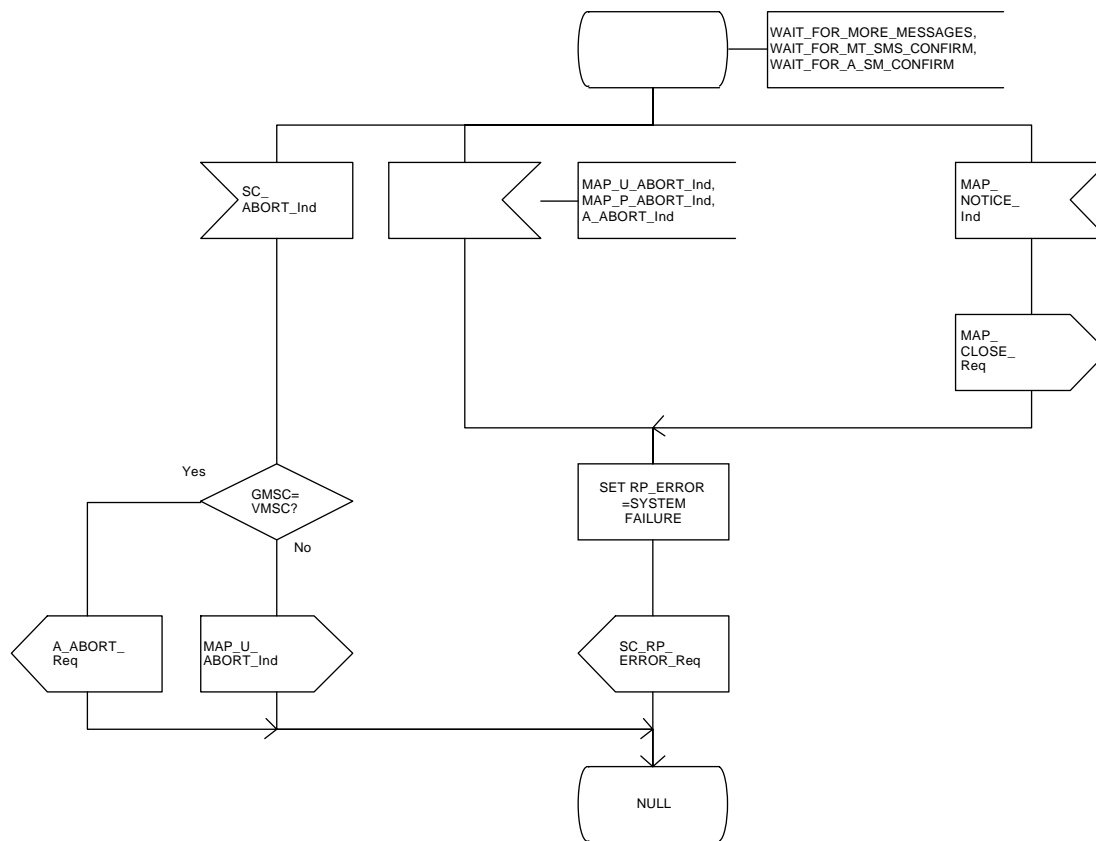 WAIT_FOR_MORE_MESSAGES,
WAIT_FOR_MT_SMS_CONFIRM,
WAIT_FOR_A_SM_CONFIRM
SC_
ABORT_Ind
MAP_U_ABORT_Ind,
MAP_P_ABORT_Ind,
A_ABORT_Ind
MAP_
NOTICE_
Ind
MAP_
CLOSE_
Req
Yes
GMSC=
VMSC?
No
SET RP_ERROR
=SYSTEM
FAILURE
A_ABORT_
Req
MAP_U_
ABORT_Ind
SC_RP_
ERROR_Req
NULL